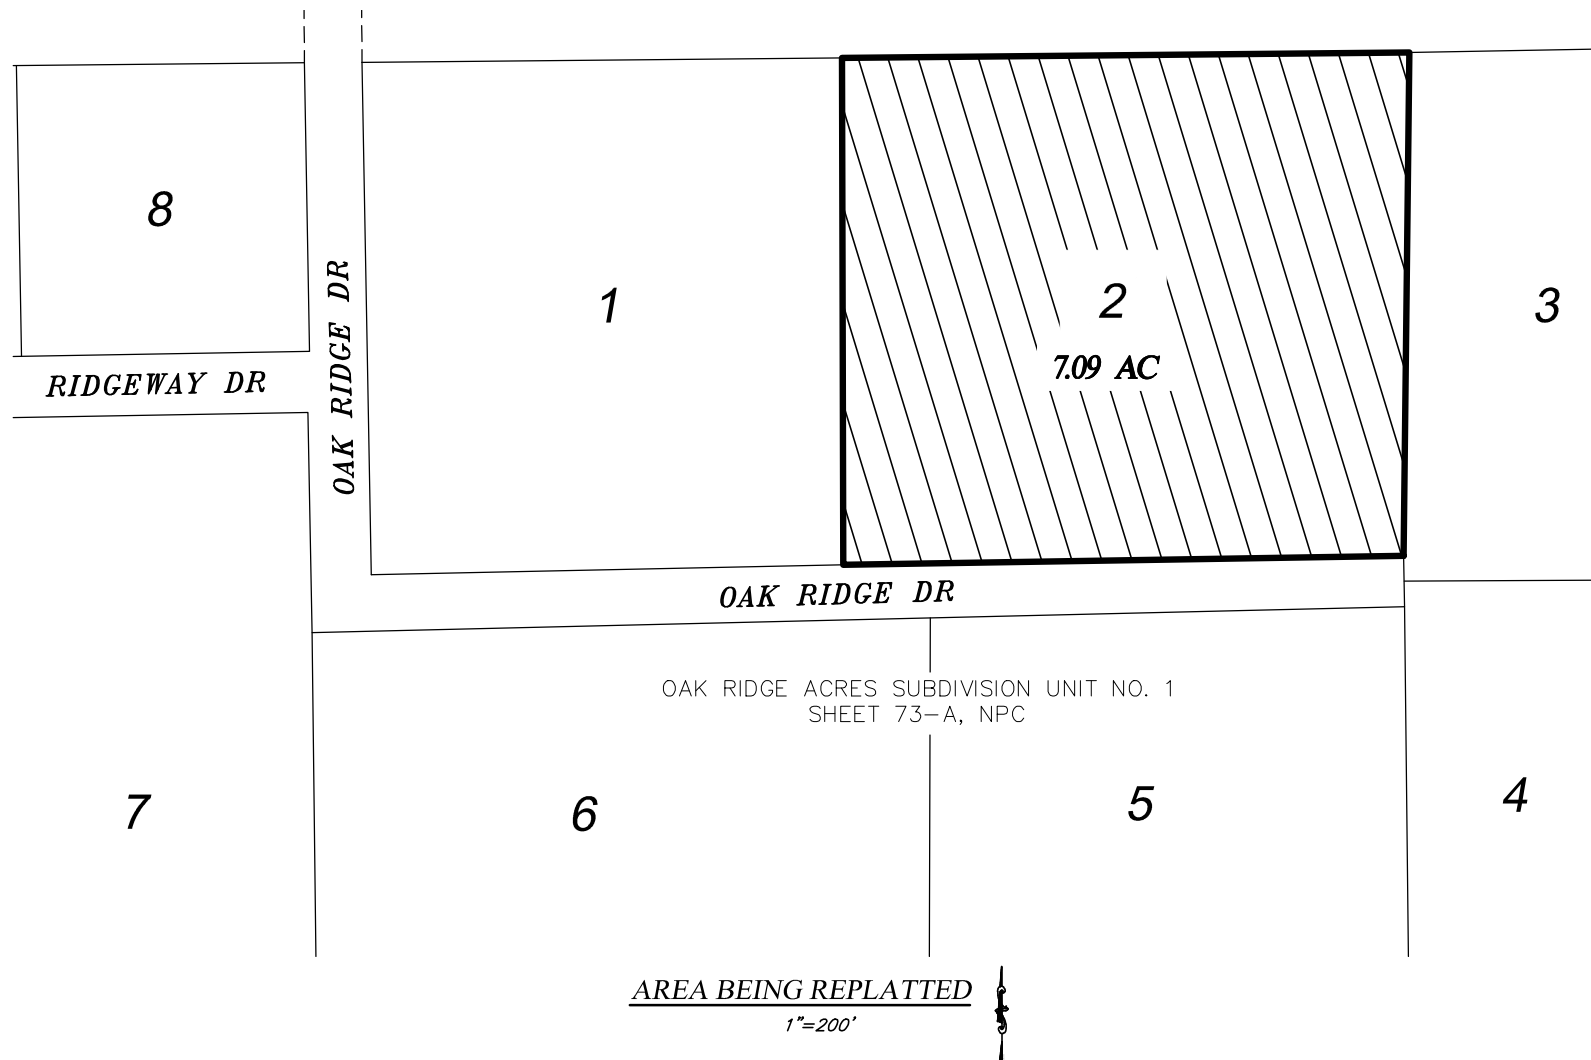 8
1
2
3
7.09 AC
RIDGEWAY DR
OAK RIDGE DR
OAK RIDGE DR
OAK RIDGE ACRES SUBDIVISION UNIT NO. 1
SHEET 73-A, NPC
7
6
5
4
AREA BEING REPLATTED
1"=200'